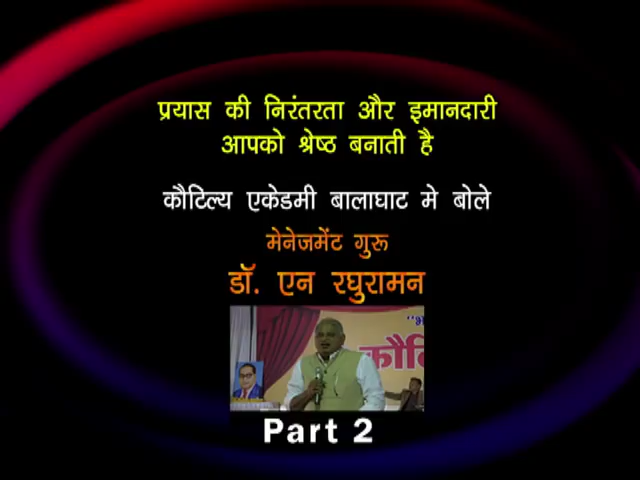 प्रयास की निरंतरता और इमानदारी
आपको श्रेष्ठ बनाती है
कौटिल्य एकेडमी बालाघाट मे बोले
मेनेजमेंट गुरू
डॉ. एन रघुरामन
"भ
कौटि
Part 2